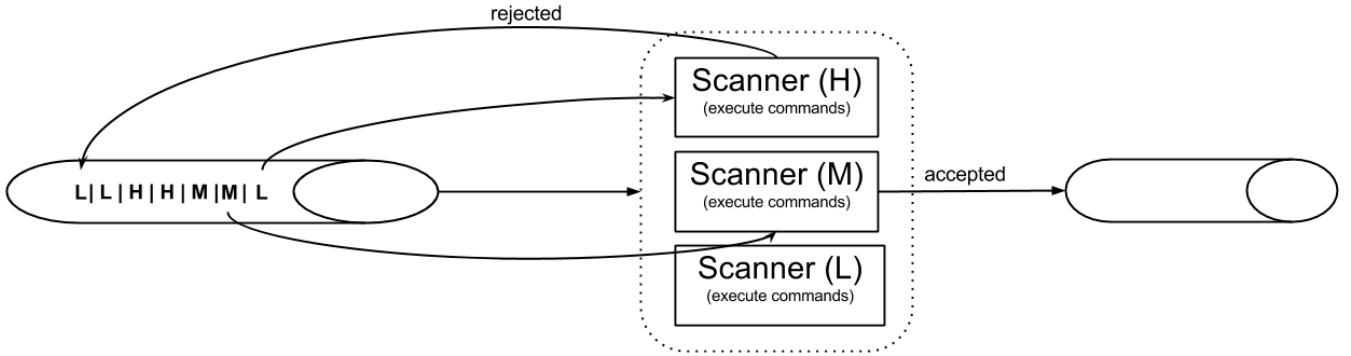 rejected
Scanner (H)
(execute commands)
L| L | H | H | M |M| L
Scanner (M)
(execute commands)
accepted
Scanner (L)
(execute commands)